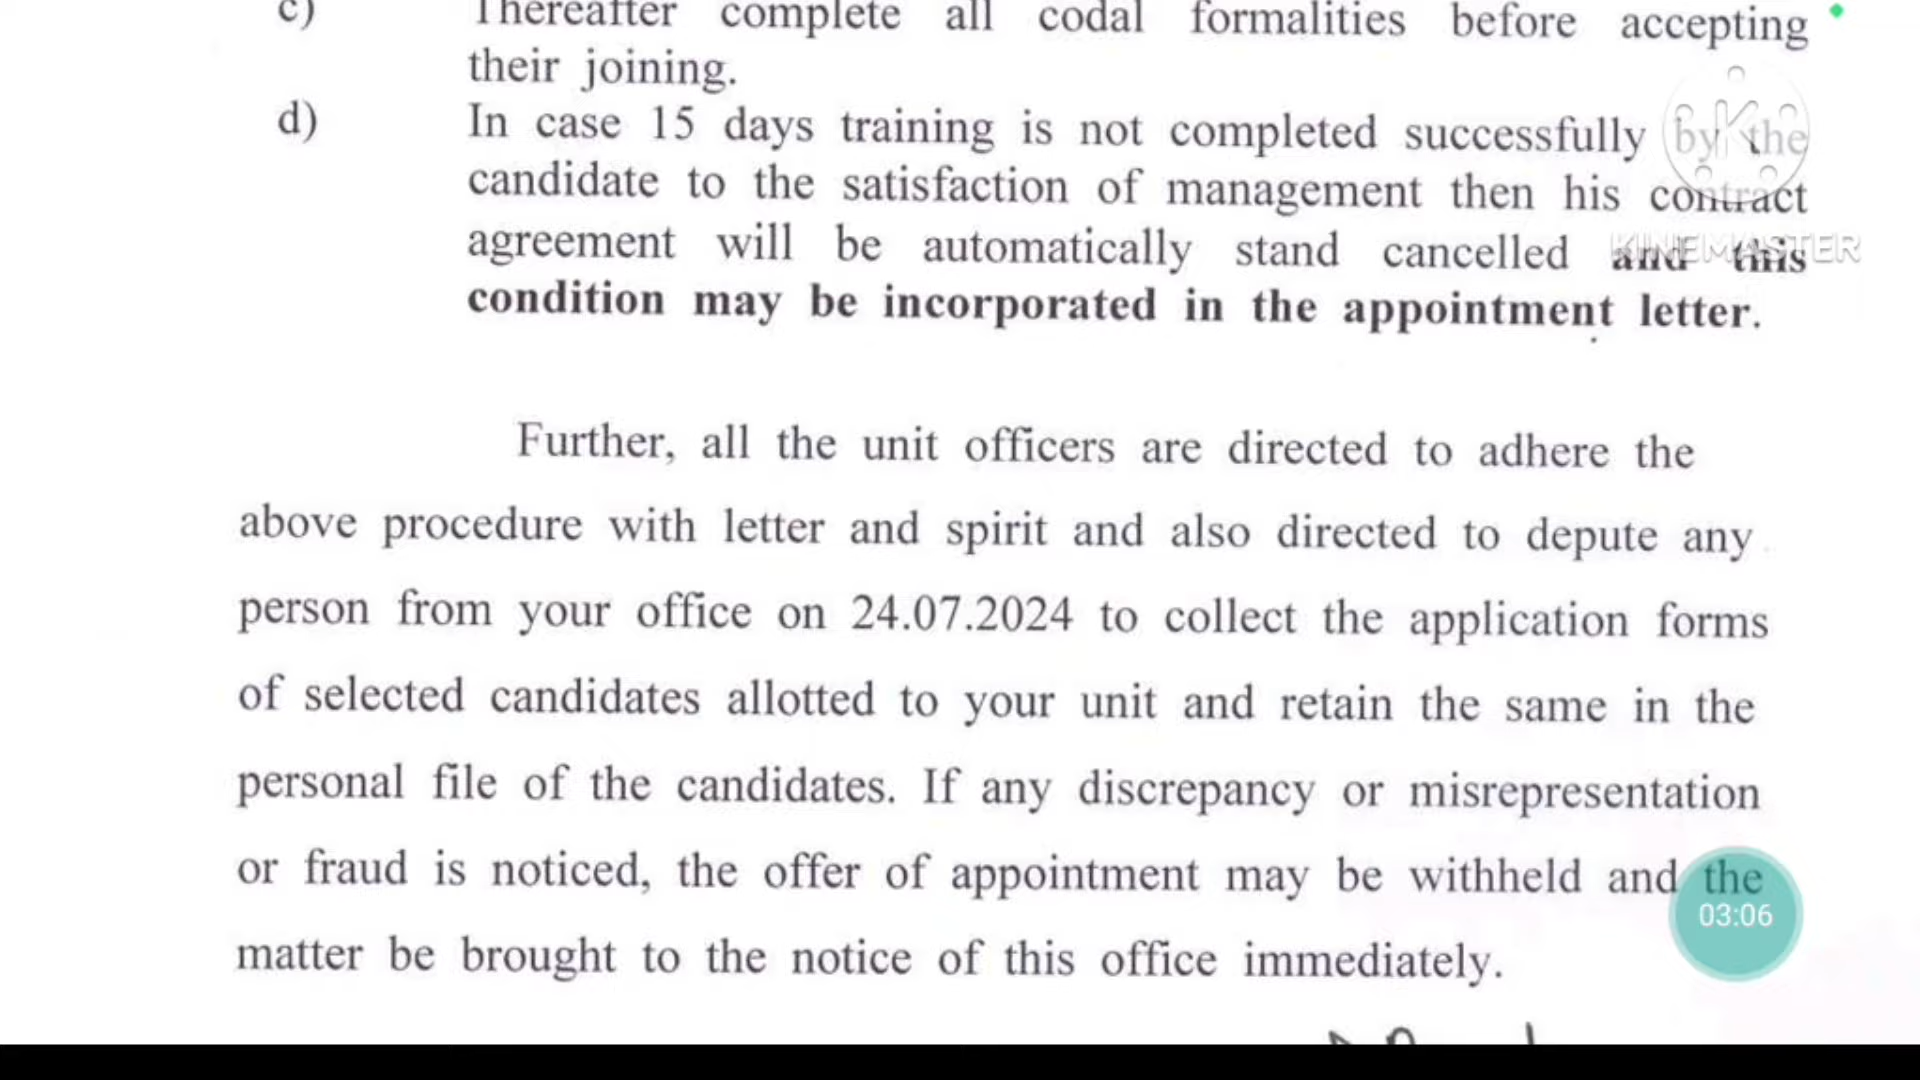 c) Thereafter complete all codal formalities before accepting
their joining.
d) In case 15 days training is not completed successfully by the
candidate to the satisfaction of management then his contract
agreement will be automatically stand cancelled and this
condition may be incorporated in the appointment letter.
KINEMASTER
Further, all the unit officers are directed to adhere the
above procedure with letter and spirit and also directed to depute any
person from your office on 24.07.2024 to collect the application forms
of selected candidates allotted to your unit and retain the same in the
personal file of the candidates. If any discrepancy or misrepresentation
or fraud is noticed, the offer of appointment may be withheld and the
03:06
matter be brought to the notice of this office immediately.